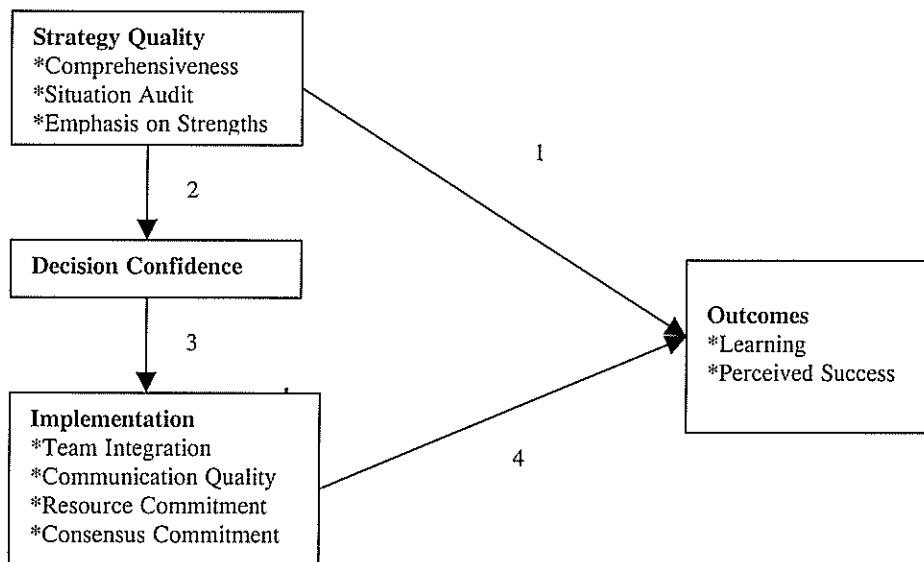 Strategy Quality
*Comprehensiveness
*Situation Audit
*Emphasis on Strengths
1
2
Decision Confidence
3
Outcomes
*Learning
*Perceived Success
Implementation
*Team Integration
*Communication Quality
*Resource Commitment
*Consensus Commitment
4